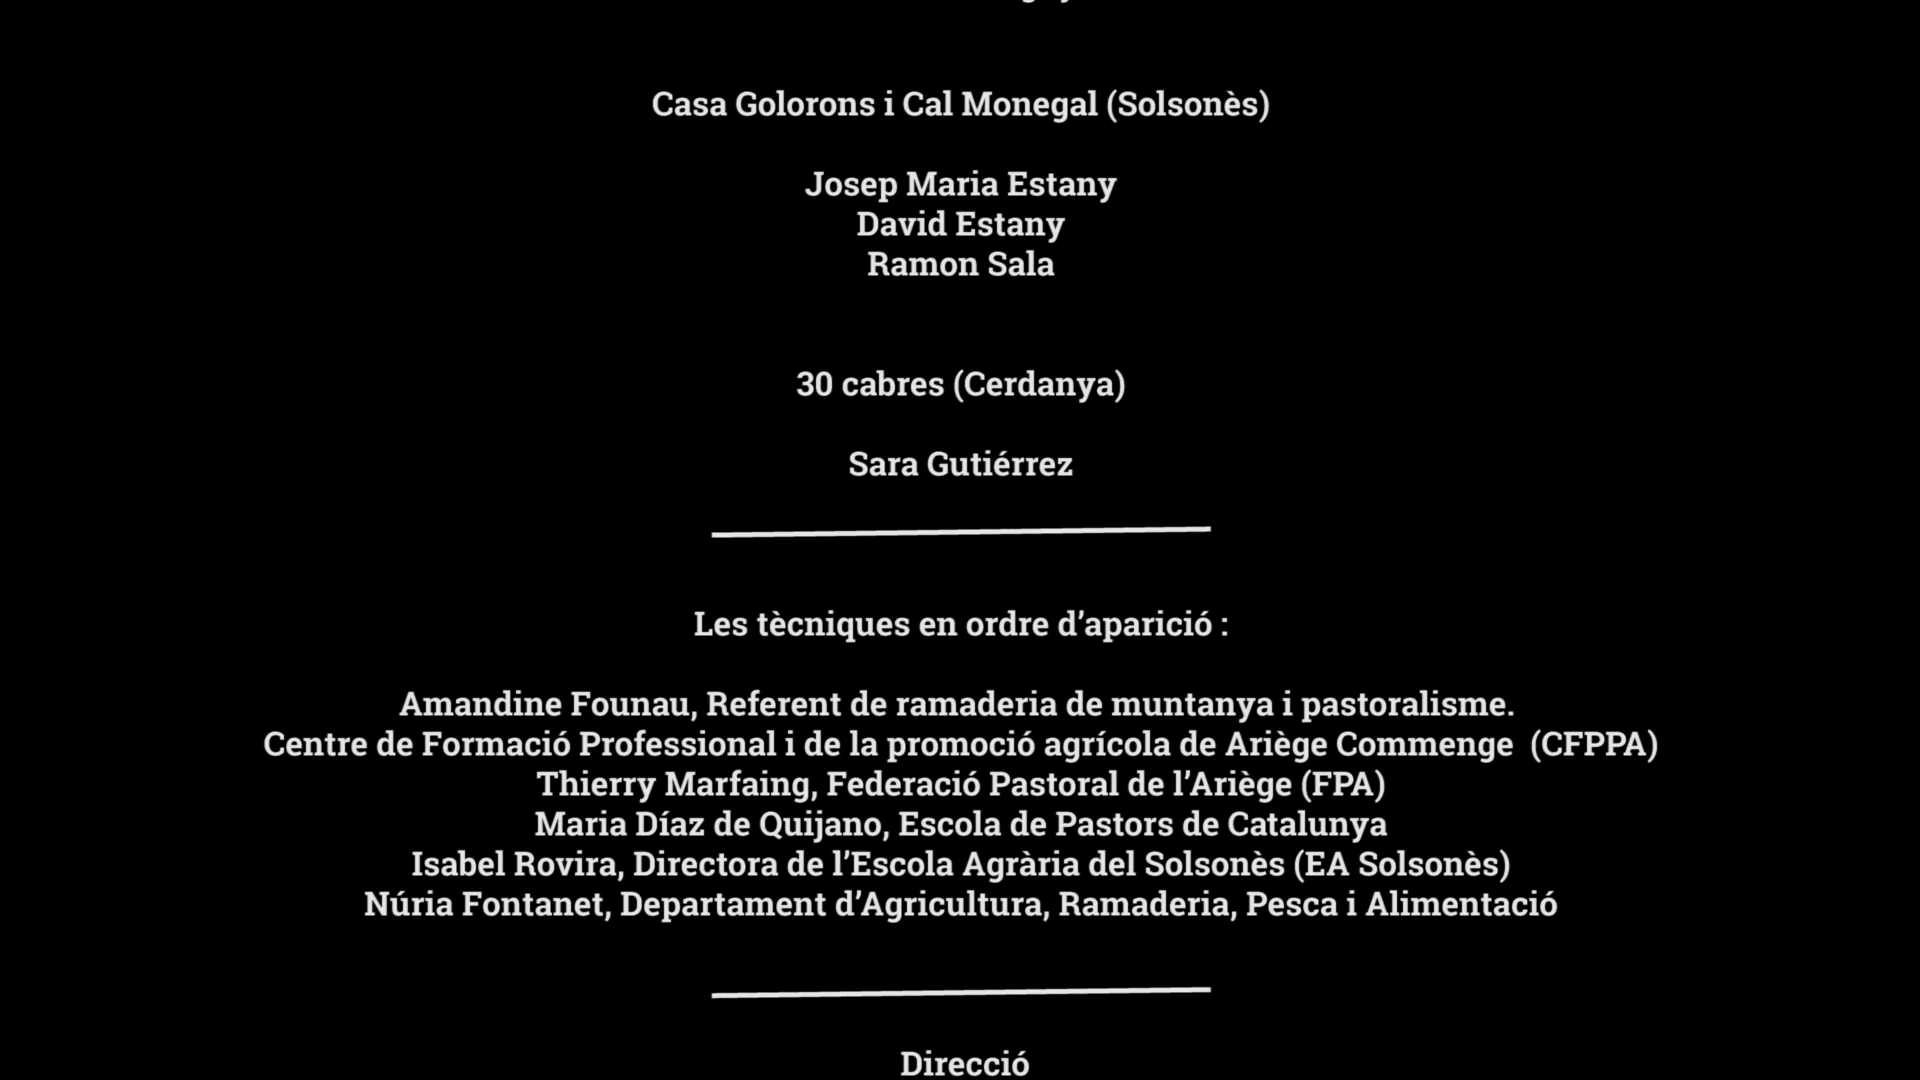 Casa Golorons i Cal Monegal (Solsonès)
Josep Maria Estany
David Estany
Ramon Sala
30 cabres (Cerdanya)
Sara Gutiérrez
Les tècniques en ordre d’aparició :
Amandine Founau, Referent de ramaderia de muntanya i pastoralisme.
Centre de Formació Professional i de la promoció agrícola de Ariège Commenge (CFPPA)
Thierry Marfaing, Federació Pastoral de l’Ariège (FPA)
Maria Díaz de Quijano, Escola de Pastors de Catalunya
Isabel Rovira, Directora de l’Escola Agrària del Solsonès (EA Solsonès)
Núria Fontanet, Departament d’Agricultura, Ramaderia, Pesca i Alimentació
Direcció